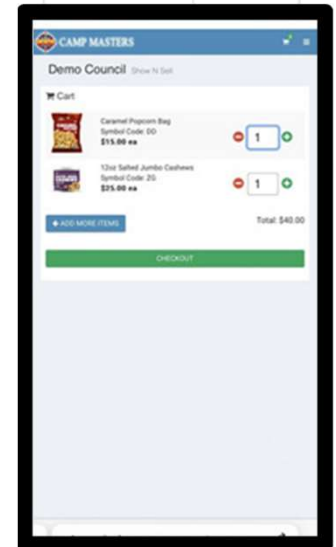 CAMP MASTERS
Demo Council Show N Sell
Cart
Caramel Popcorn Bag
Symbol Code: DD
$15.00 ea
1
12oz Salted Jumbo Cashews
Symbol Code: ZG
$25.00 ea
1
+ ADD MORE ITEMS
Total: $40.00
CHECKOUT